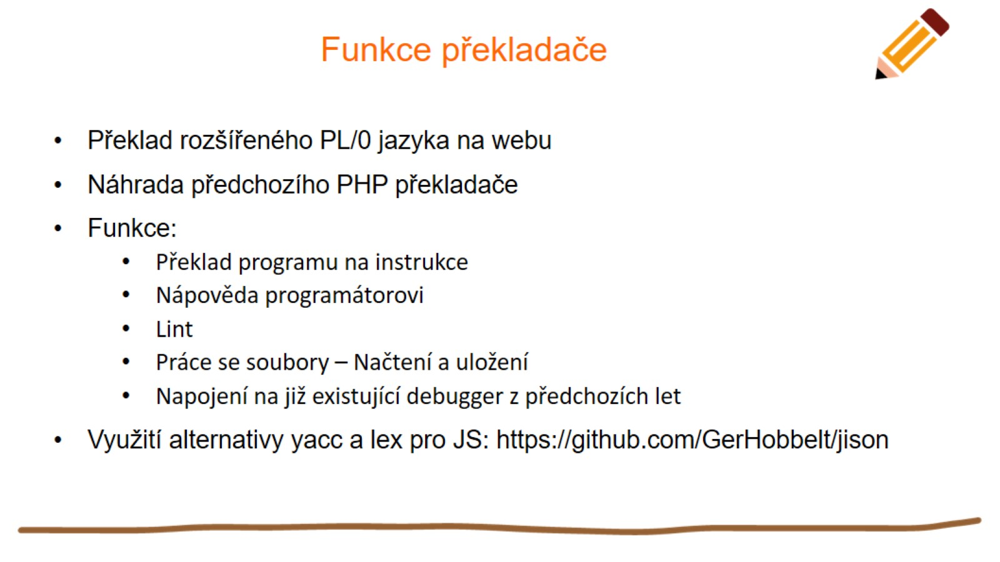 Funkce překladače
• Překlad rozšířeného PL/0 jazyka na webu
• Náhrada předchozího PHP překladače
• Funkce:
• Překlad programu na instrukce
• Nápověda programátorovi
• Lint
• Práce se soubory – Načtení a uložení
• Napojení na již existující debugger z předchozích let
• Využití alternativy yacc a lex pro JS: https://github.com/GerHobbelt/jison